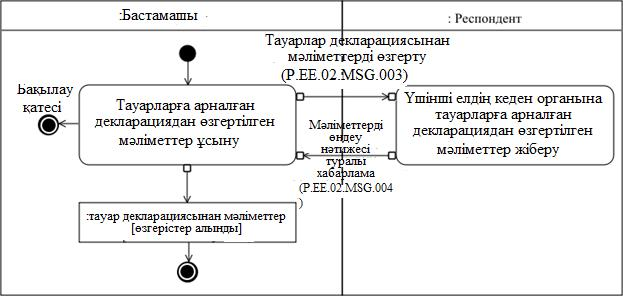 :Бастамашы
: Респондент
Тауарлар декларациясынан
мәліметтерді өзгерту
(P.EE.02.MSG.003)
Бақылау
қатесі
Тауарларға арналған
декларациядан өзгертілген
мәліметтер ұсыну
Үшінші елдің кеден органына
тауарларға арналған
декларациядан өзгертілген
мәліметтер жіберу
Мәліметтерді
өндеу
нәтижесі
туралы
хабарлама
(P.EE.02.MSG.004
)
:тауар декларациясынан мәліметтер
[өзгерістер алынды]